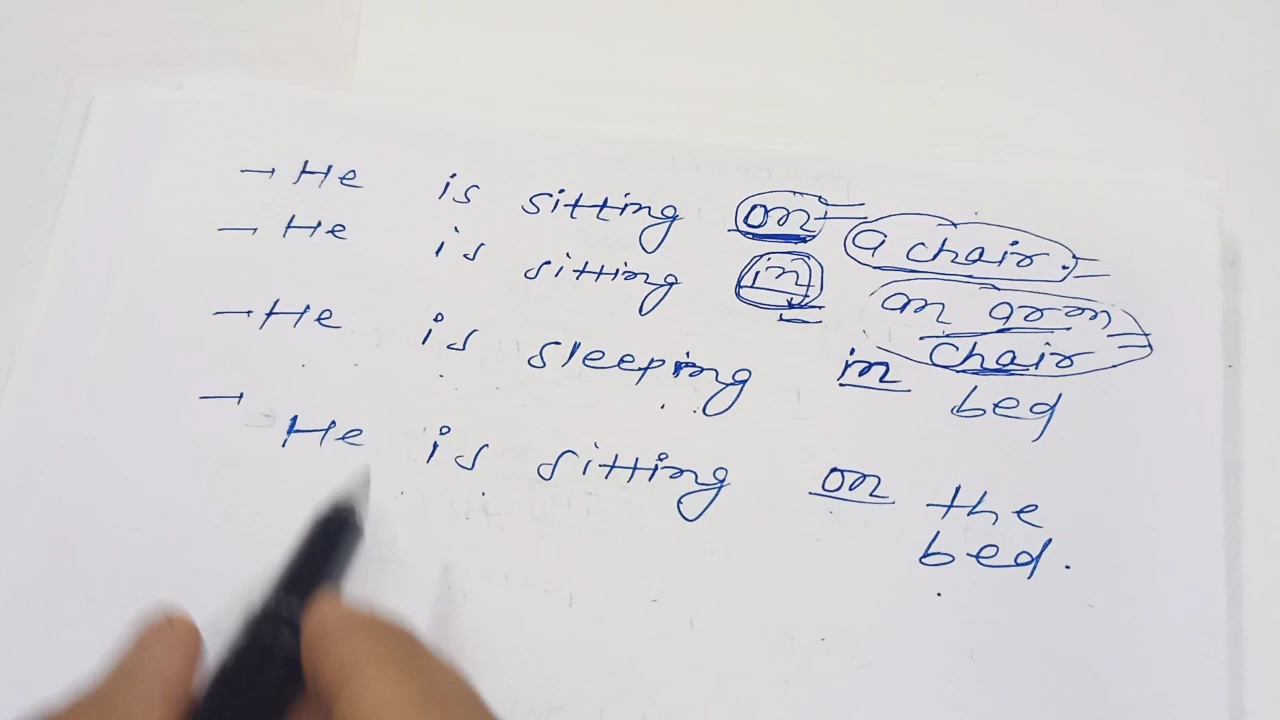 → He is sitting on a chair.
→ He is sitting in an arm
chair
→ He is sleeping in bed
→ He is sitting on the
bed.